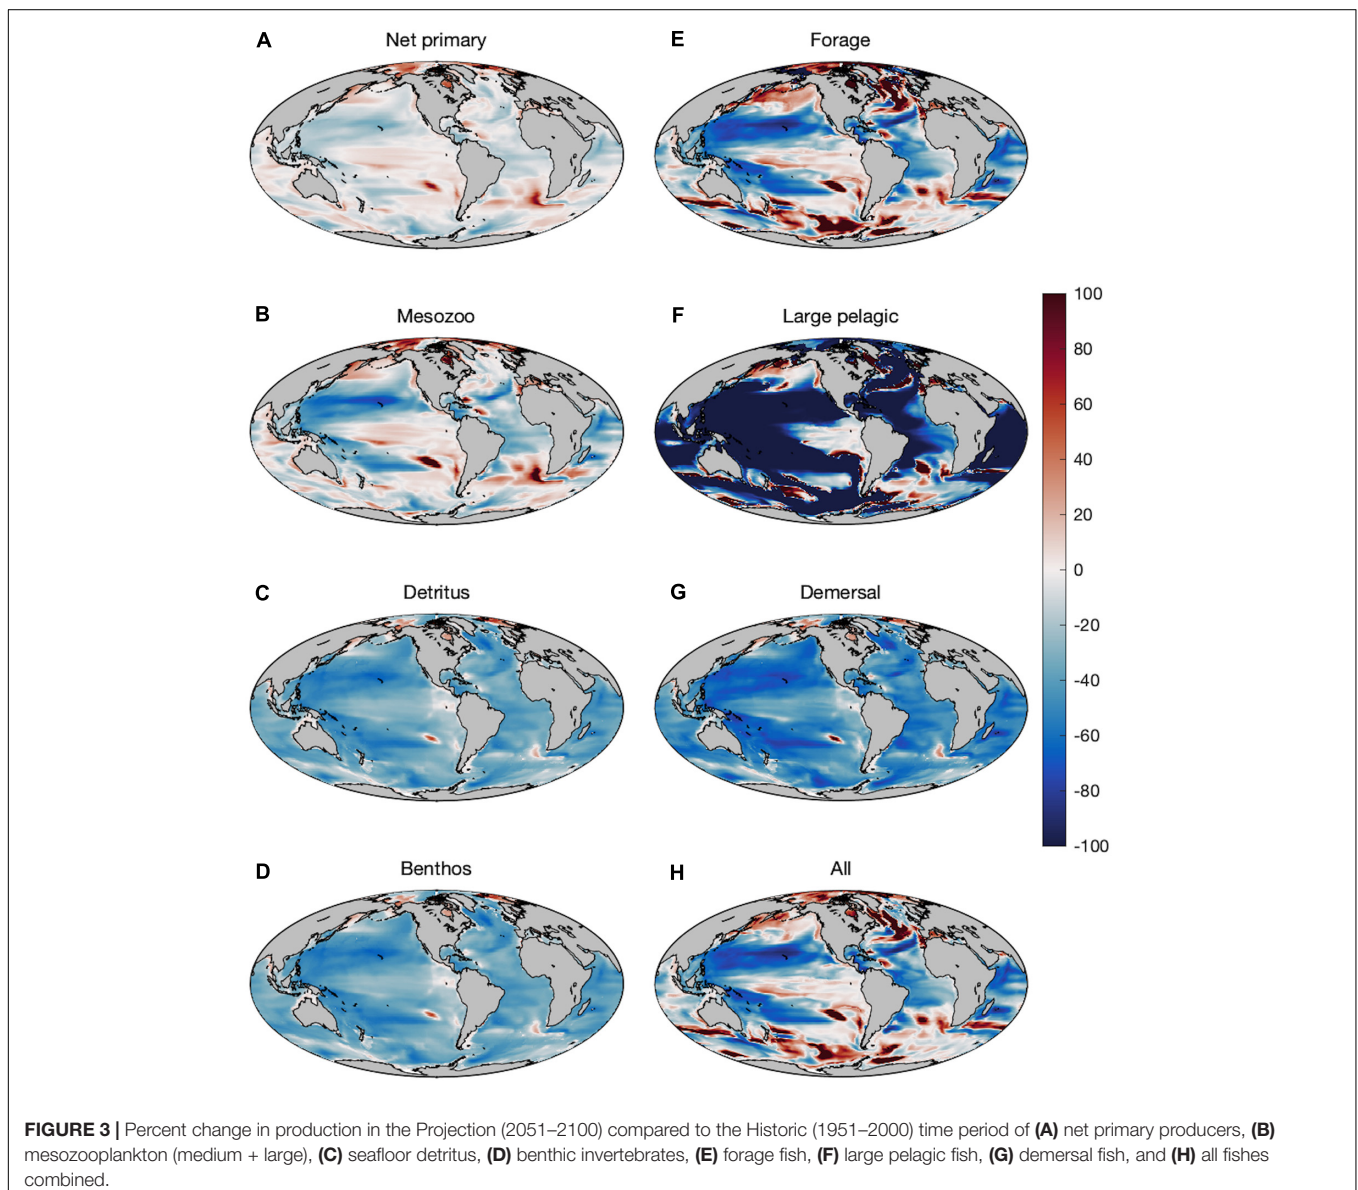 A Net primary
E Forage
B Mesozoo
F Large pelagic
C Detritus
G Demersal
D Benthos
H All
100
80
60
40
20
0
-20
-40
-60
-80
-100
FIGURE 3 | Percent change in production in the Projection (2051–2100) compared to the Historic (1951–2000) time period of (A) net primary producers, (B)
mesozooplankton (medium + large), (C) seafloor detritus, (D) benthic invertebrates, (E) forage fish, (F) large pelagic fish, (G) demersal fish, and (H) all fishes
combined.